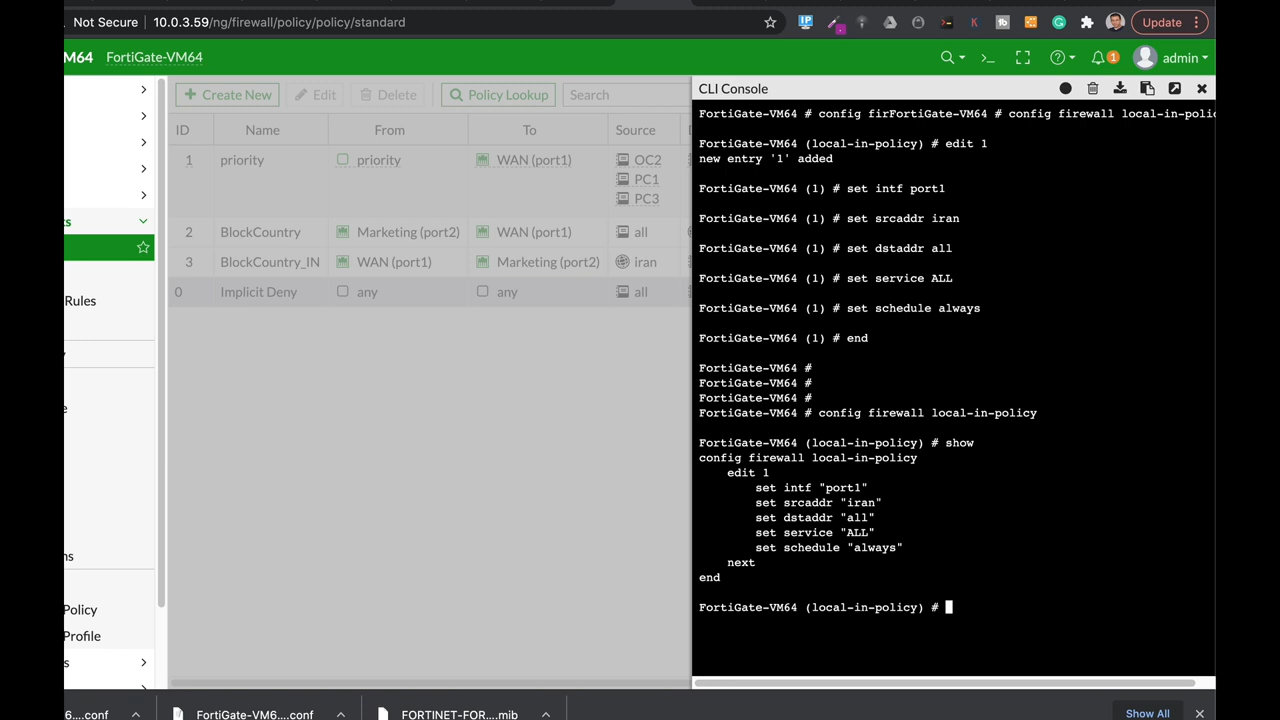 Not Secure 10.0.3.59/ng/firewall/policy/policy/standard Update
M64 FortiGate-VM64 admin
Create New Edit Delete Policy Lookup Search
ID Name From To Source
1 priority priority WAN (port1) OC2
PC1
PC3
2 BlockCountry Marketing (port2) WAN (port1) all
3 BlockCountry_IN WAN (port1) Marketing (port2) iran
0 Implicit Deny any any all
Rules
Policy
Profile
CLI Console
FortiGate-VM64 # config firFortiGate-VM64 # config firewall local-in-polic
FortiGate-VM64 (local-in-policy) # edit 1
new entry '1' added
FortiGate-VM64 (1) # set intf port1
FortiGate-VM64 (1) # set srcaddr iran
FortiGate-VM64 (1) # set dstaddr all
FortiGate-VM64 (1) # set service ALL
FortiGate-VM64 (1) # set schedule always
FortiGate-VM64 (1) # end
FortiGate-VM64 #
FortiGate-VM64 #
FortiGate-VM64 #
FortiGate-VM64 # config firewall local-in-policy
FortiGate-VM64 (local-in-policy) # show
config firewall local-in-policy
edit 1
set intf "port1"
set srcaddr "iran"
set dstaddr "all"
set service "ALL"
set schedule "always"
next
end
FortiGate-VM64 (local-in-policy) #
6....conf FortiGate-VM6....conf FORTINET-FOR....mib Show All